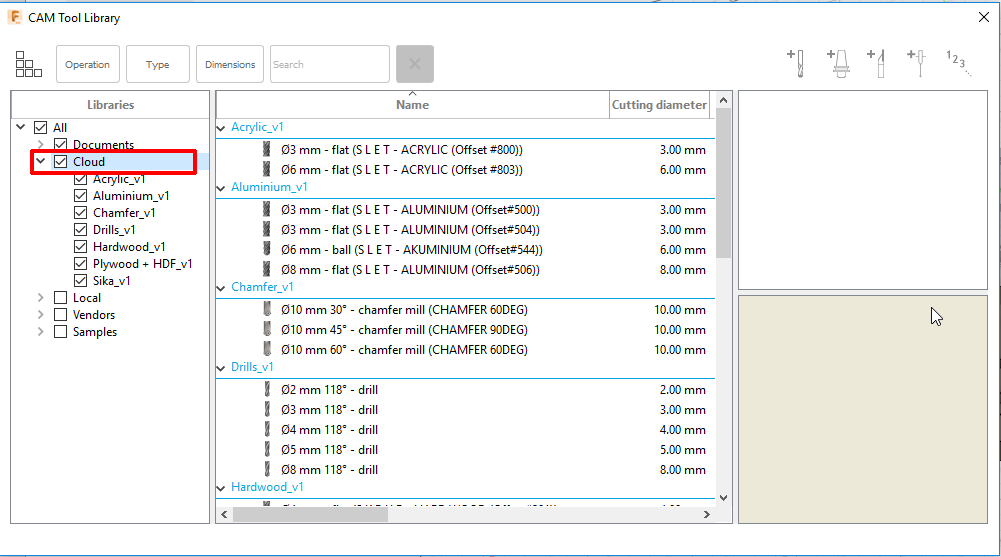 CAM Tool Library
Operation
Type
Dimensions
Search
1 2 3
Libraries
All
Documents
Cloud
Acrylic_v1
Aluminium_v1
Chamfer_v1
Drills_v1
Hardwood_v1
Plywood + HDF_v1
Sika_v1
Local
Vendors
Samples
Name Cutting diameter
Acrylic_v1
Ø3 mm - flat (S L E T - ACRYLIC (Offset #800)) 3.00 mm
Ø6 mm - flat (S L E T - ACRYLIC (Offset #803)) 6.00 mm
Aluminium_v1
Ø3 mm - flat (S L E T - ALUMINIUM (Offset#500)) 3.00 mm
Ø3 mm - flat (S L E T - ALUMINIUM (Offset#504)) 3.00 mm
Ø6 mm - ball (S L E T - AKUMINIUM (Offset#544)) 6.00 mm
Ø8 mm - flat (S L E T - ALUMINIUM (Offset#506)) 8.00 mm
Chamfer_v1
Ø10 mm 30° - chamfer mill (CHAMFER 60DEG) 10.00 mm
Ø10 mm 45° - chamfer mill (CHAMFER 90DEG) 10.00 mm
Ø10 mm 60° - chamfer mill (CHAMFER 60DEG) 10.00 mm
Drills_v1
Ø2 mm 118° - drill 2.00 mm
Ø3 mm 118° - drill 3.00 mm
Ø4 mm 118° - drill 4.00 mm
Ø5 mm 118° - drill 5.00 mm
Ø8 mm 118° - drill 8.00 mm
Hardwood_v1